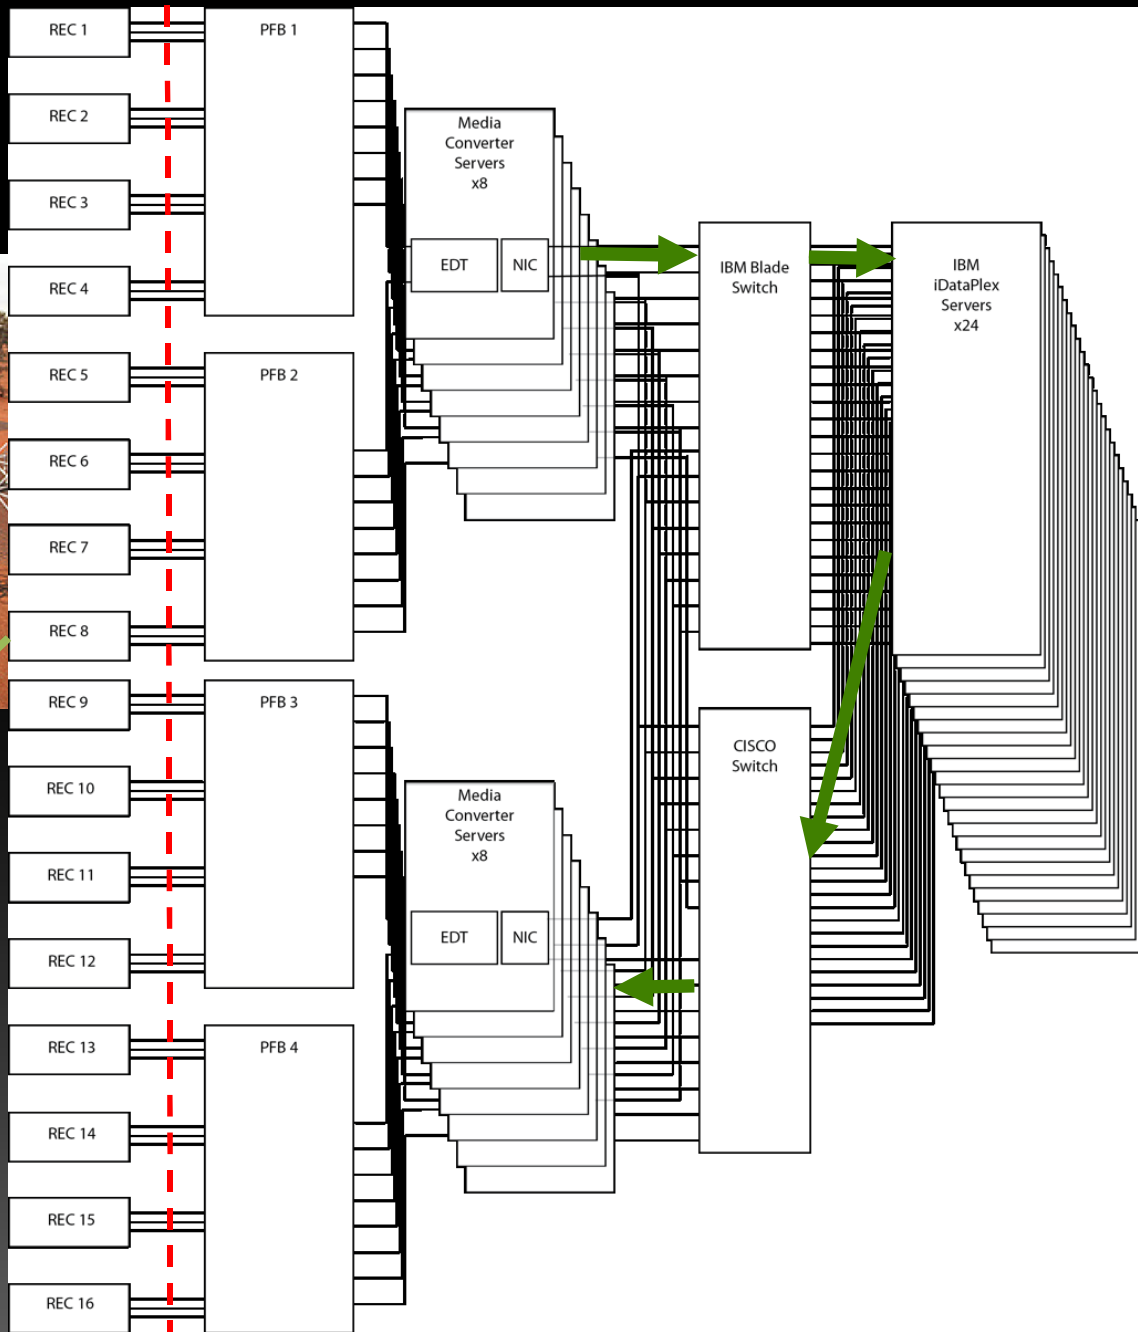 REC 1
REC 2
REC 3
REC 4
REC 5
REC 6
REC 7
REC 8
REC 9
REC 10
REC 11
REC 12
REC 13
REC 14
REC 15
REC 16
PFB 1
PFB 2
PFB 3
PFB 4
Media
Converter
Servers
x8
EDT
NIC
Media
Converter
Servers
x8
EDT
NIC
IBM Blade
Switch
CISCO
Switch
IBM
iDataPlex
Servers
x24